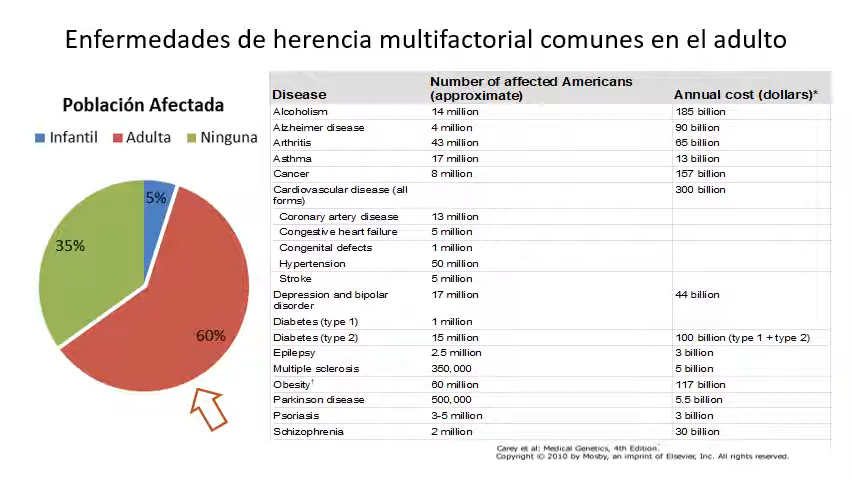 Enfermedades de herencia multifactorial comunes en el adulto
Población Afectada
Infantil Adulta Ninguna
5%
35%
60%
Disease Number of affected Americans (approximate) Annual cost (dollars)*
Alcoholism 14 million 185 billion
Alzheimer disease 4 million 90 billion
Arthritis 43 million 65 billion
Asthma 17 million 13 billion
Cancer 8 million 157 billion
Cardiovascular disease (all forms) 300 billion
Coronary artery disease 13 million
Congestive heart failure 5 million
Congenital defects 1 million
Hypertension 50 million
Stroke 5 million
Depression and bipolar disorder 17 million 44 billion
Diabetes (type 1) 1 million
Diabetes (type 2) 15 million 100 billion (type 1 + type 2)
Epilepsy 2.5 million 3 billion
Multiple sclerosis 350,000 5 billion
Obesity† 60 million 117 billion
Parkinson disease 500,000 5.5 billion
Psoriasis 3-5 million 3 billion
Schizophrenia 2 million 30 billion
Carey et al: Medical Genetics, 4th Edition.
Copyright © 2010 by Mosby, an imprint of Elsevier, Inc. All rights reserved.